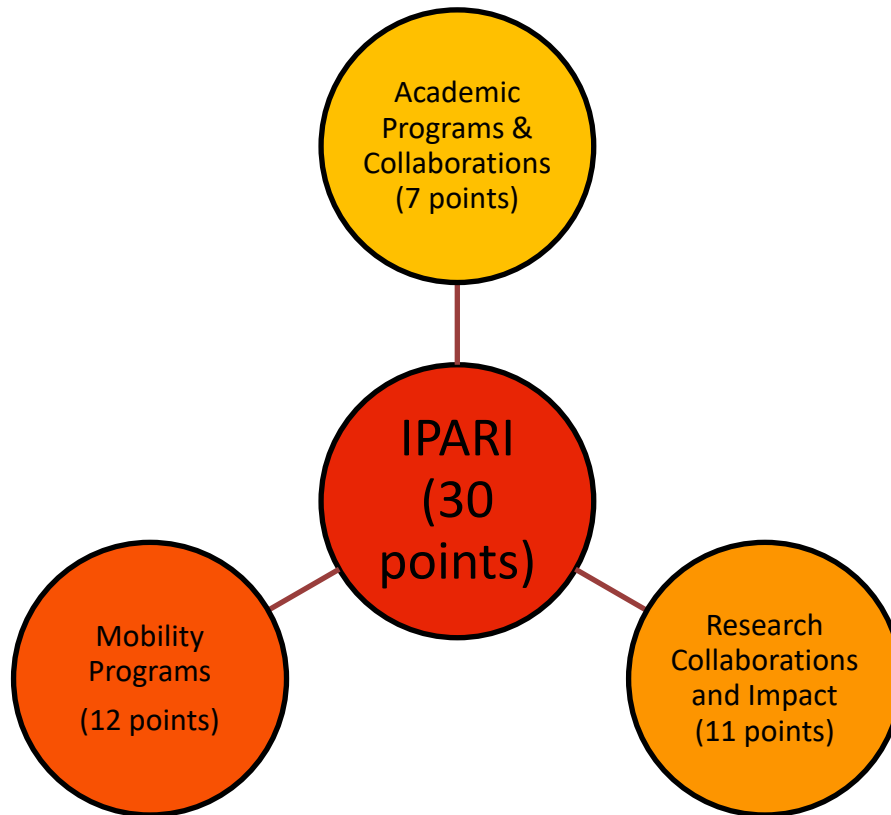 Academic
Programs &
Collaborations
(7 points)
IPARI
(30
points)
Mobility
Programs
(12 points)
Research
Collaborations
and Impact
(11 points)